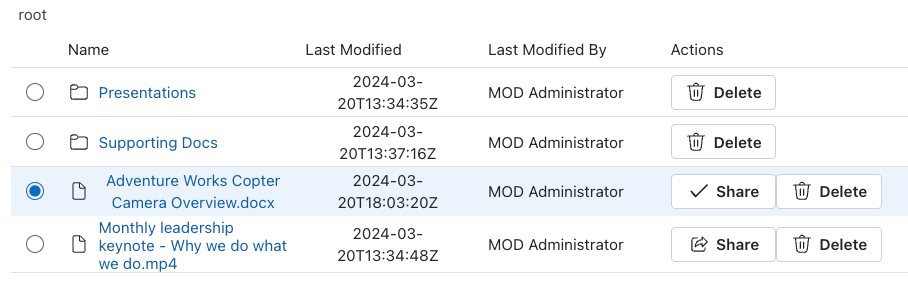 root
Name Last Modified Last Modified By Actions
Presentations 2024-03-
20T13:34:35Z MOD Administrator Delete
Supporting Docs 2024-03-
20T13:37:16Z MOD Administrator Delete
Adventure Works Copter
Camera Overview.docx 2024-03-
20T18:03:20Z MOD Administrator Share Delete
Monthly leadership
keynote - Why we do what
we do.mp4 2024-03-
20T13:34:48Z MOD Administrator Share Delete